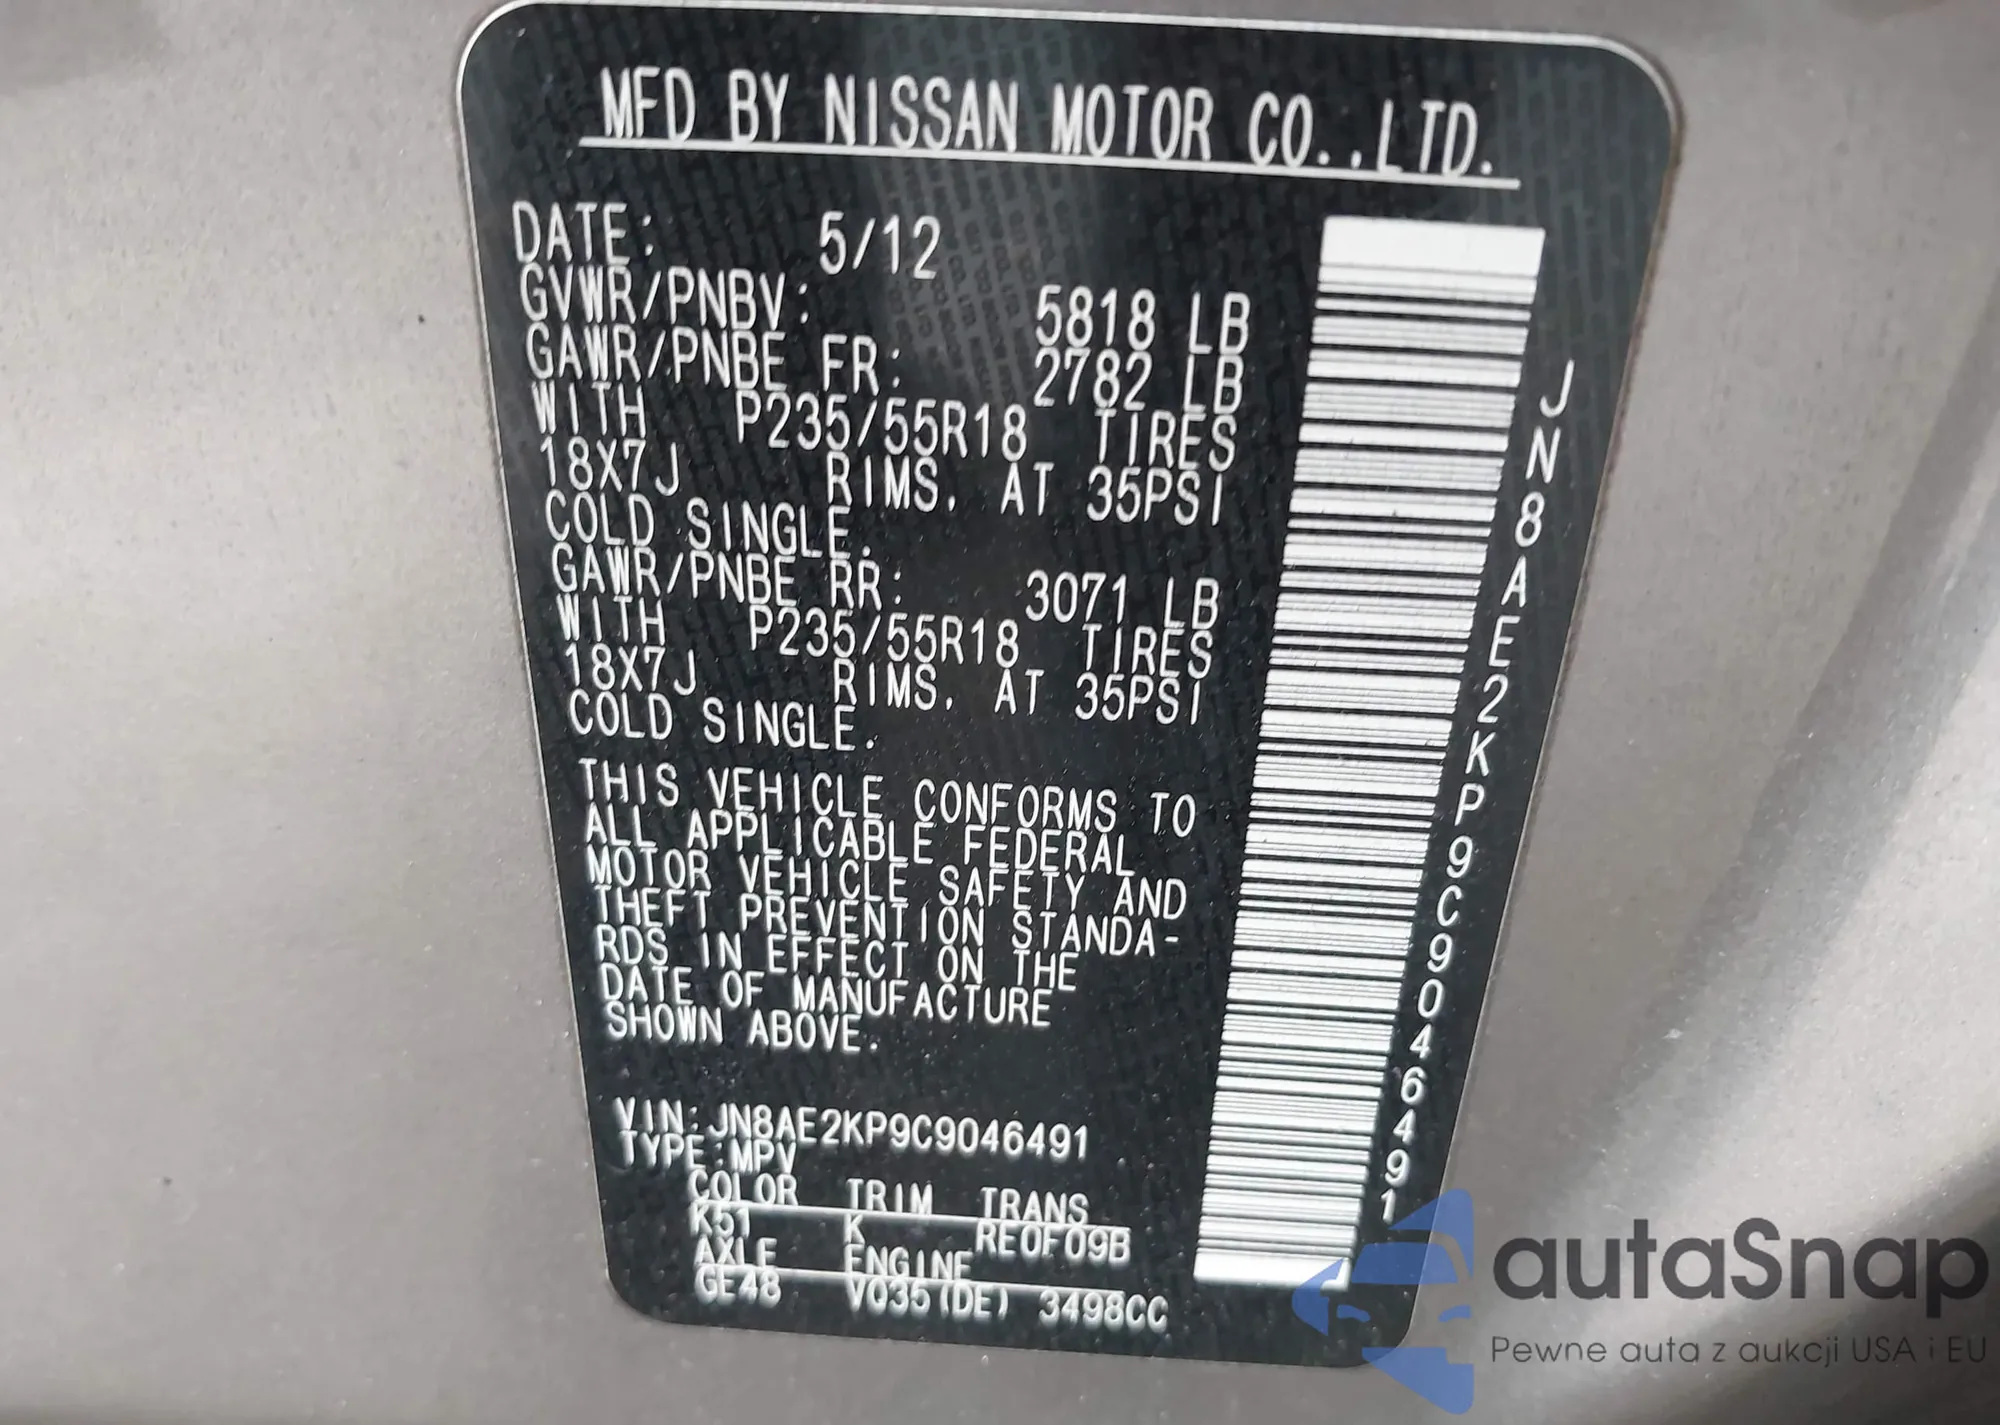 MFD BY NISSAN MOTOR CO.,LTD.
DATE: 5/12
GVWR/PNBV: 5818 LB
GAWR/PNBE FR: 2782 LB
WITH P235/55R18 TIRES
18X7J RIMS. AT 35PSI
COLD SINGLE.
GAWR/PNBE RR: 3071 LB
WITH P235/55R18 TIRES
18X7J RIMS. AT 35PSI
COLD SINGLE.
THIS VEHICLE CONFORMS TO
ALL APPLICABLE FEDERAL
MOTOR VEHICLE SAFETY AND
THEFT PREVENTION STANDA-
RDS IN EFFECT ON THE
DATE OF MANUFACTURE
SHOWN ABOVE.
VIN:JN8AE2KP9C9046491
TYPE:MPV
COLOR TRIM TRANS
K51 K RE0F09B
AXLE ENGINE
GE48 VQ35(DE) 3498CC
JN8AE2KP9C9046491
autaSnap
Pewne auta z aukcji USA i EU